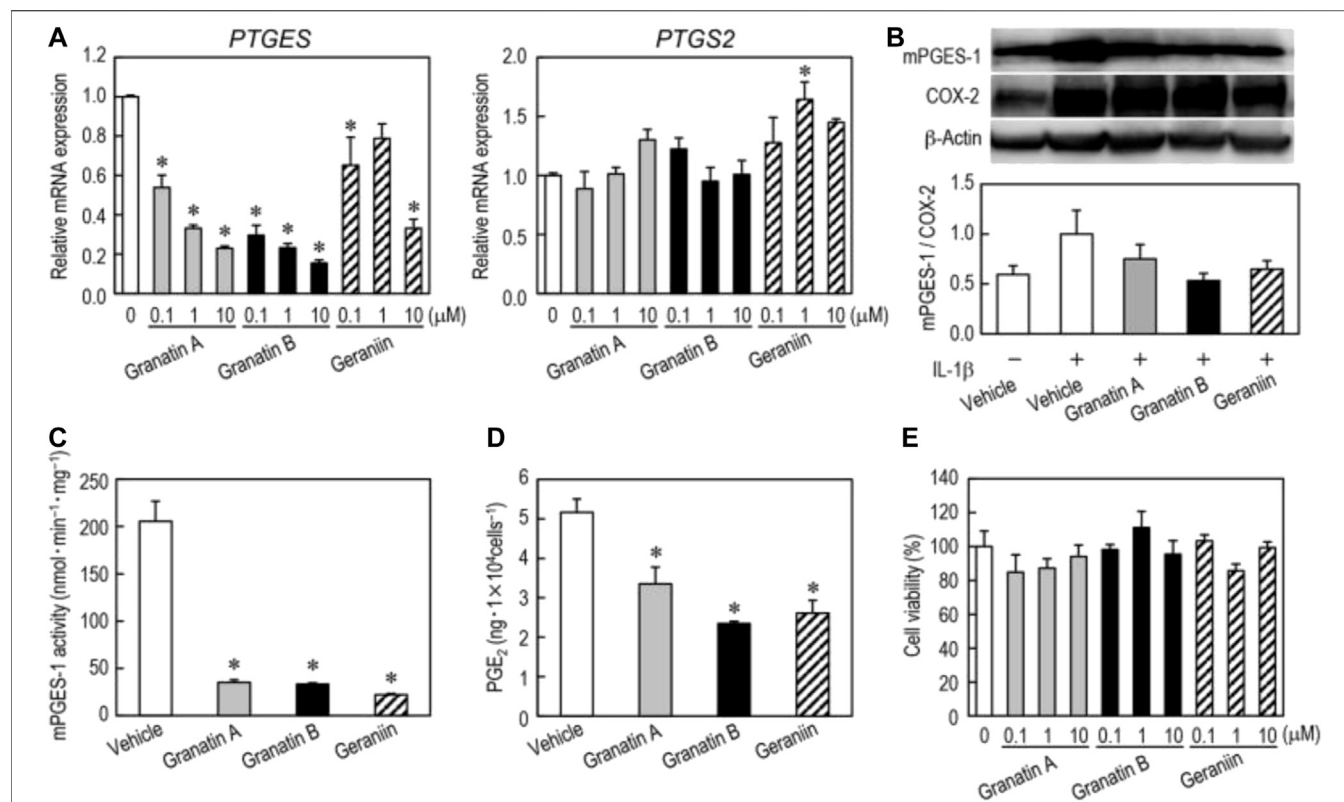 A
PTGES
Relative mRNA expression
1.2
1.0
0.8
0.6
0.4
0.2
0.0
*
*
*
*
*
*
*
*
0 0.1 1 10 0.1 1 10 0.1 1 10 (μM)
Granatin A Granatin B Geraniin
PTGS2
Relative mRNA expression
2.0
1.5
1.0
1.5
0.0
*
0 0.1 1 10 0.1 1 10 0.1 1 10 (μM)
Granatin A Granatin B Geraniin
B
mPGES-1
COX-2
β-Actin
mPGES-1 / COX-2
1.5
1.0
0.5
0.0
IL-1β − + + + +
Vehicle Vehicle Granatin A Granatin B Geraniin
C
mPGES-1 activity (nmol·min⁻¹·mg⁻¹)
250
200
150
100
50
0
* * *
Vehicle Granatin A Granatin B Geraniin
D
PGE₂ (ng·1×10⁴cells⁻¹)
6
5
4
3
2
1
0
* * *
Vehicle Granatin A Granatin B Geraniin
E
Cell viability (%)
140
120
100
80
60
40
20
0
0 0.1 1 10 0.1 1 10 0.1 1 10 (μM)
Granatin A Granatin B Geraniin